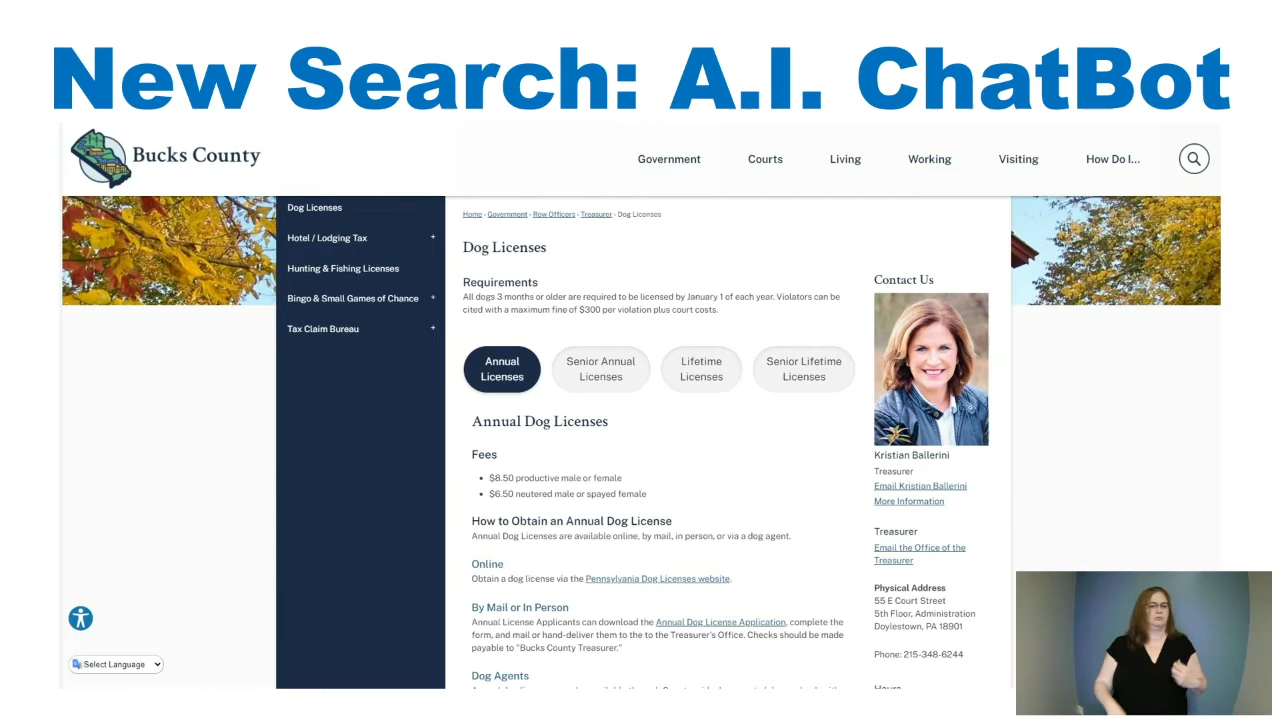 New Search: A.I. ChatBot
Bucks County
Government
Courts
Living
Working
Visiting
How Do I...
Dog Licenses
Hotel / Lodging Tax +
Hunting & Fishing Licenses
Bingo & Small Games of Chance +
Tax Claim Bureau +
Home › Government › Row Officers › Treasurer › Dog Licenses
Dog Licenses
Requirements
All dogs 3 months or older are required to be licensed by January 1 of each year. Violators can be
cited with a maximum fine of $300 per violation plus court costs.
Annual
Licenses
Senior Annual
Licenses
Lifetime
Licenses
Senior Lifetime
Licenses
Annual Dog Licenses
Fees
• $8.50 productive male or female
• $6.50 neutered male or spayed female
How to Obtain an Annual Dog License
Annual Dog Licenses are available online, by mail, in person, or via a dog agent.
Online
Obtain a dog license via the Pennsylvania Dog Licenses website.
By Mail or In Person
Annual License Applicants can download the Annual Dog License Application, complete the
form, and mail or hand-deliver them to the to the Treasurer's Office. Checks should be made
payable to "Bucks County Treasurer."
Dog Agents
Contact Us
Kristian Ballerini
Treasurer
Email Kristian Ballerini
More Information
Treasurer
Email the Office of the
Treasurer
Physical Address
55 E Court Street
5th Floor, Administration
Doylestown, PA 18901
Phone: 215-348-6244
Select Language